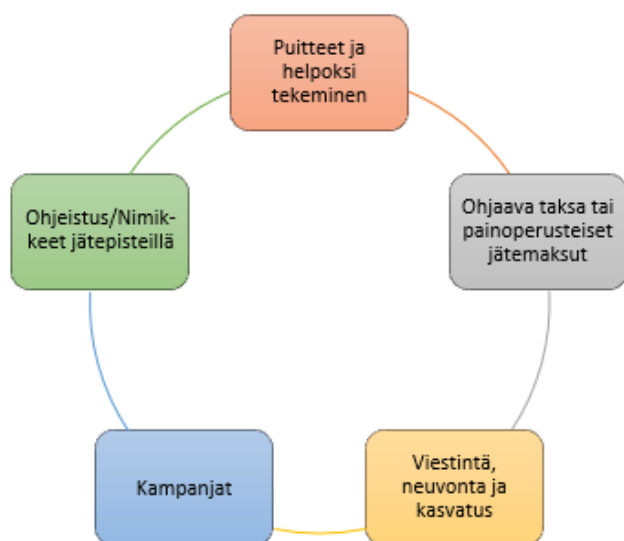 Puitteet ja
helpoksi
tekeminen
Ohjaava taksa tai
painoperusteiset
jätemaksut
Viestintä,
neuvonta ja
kasvatus
Kampanjat
Ohjeistus/Nimik-
keet jätepisteillä